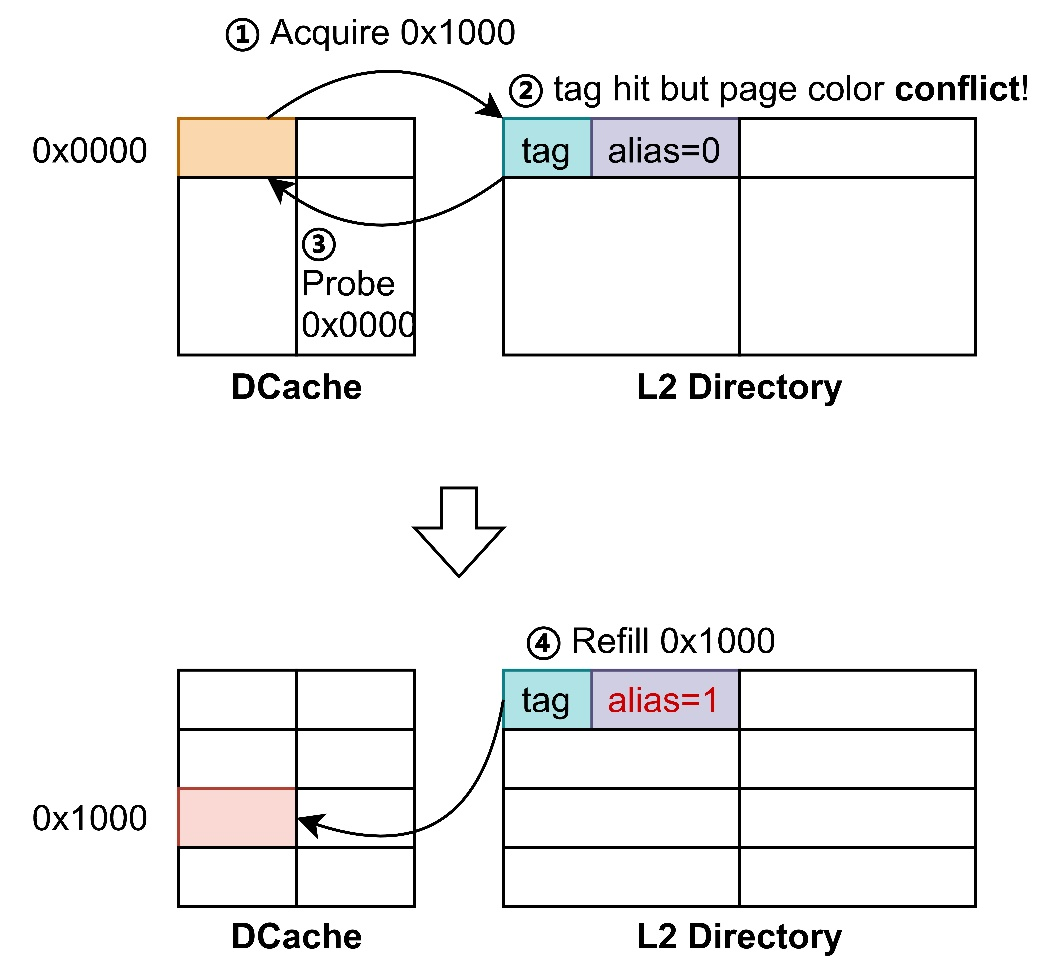 ① Acquire 0x1000
② tag hit but page color conflict!
0x0000
tag
alias=0
③
Probe
0x0000
DCache
L2 Directory
④ Refill 0x1000
tag
alias=1
0x1000
DCache
L2 Directory